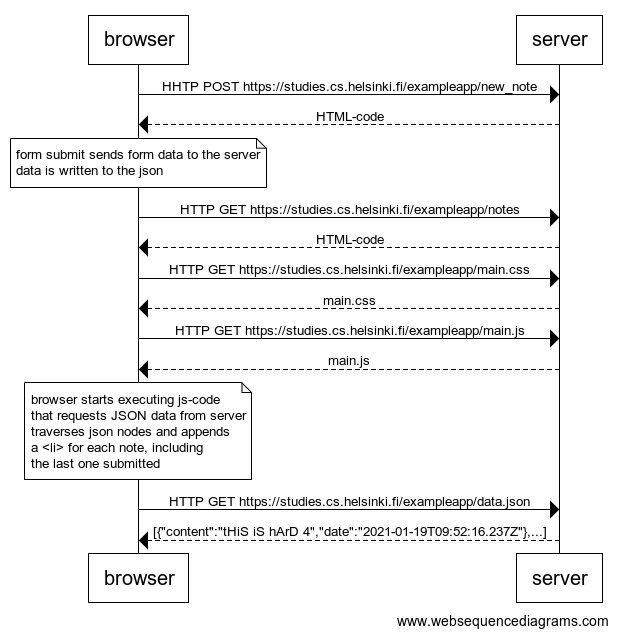 browser
server
HHTP POST https://studies.cs.helsinki.fi/exampleapp/new_note
HTML-code
form submit sends form data to the server
data is written to the json
HTTP GET https://studies.cs.helsinki.fi/exampleapp/notes
HTML-code
HTTP GET https://studies.cs.helsinki.fi/exampleapp/main.css
main.css
HTTP GET https://studies.cs.helsinki.fi/exampleapp/main.js
main.js
browser starts executing js-code
that requests JSON data from server
traverses json nodes and appends
a <li> for each note, including
the last one submitted
HTTP GET https://studies.cs.helsinki.fi/exampleapp/data.json
[{"content":"tHiS iS hArD 4","date":"2021-01-19T09:52:16.237Z"},...]
browser
server
www.websequencediagrams.com